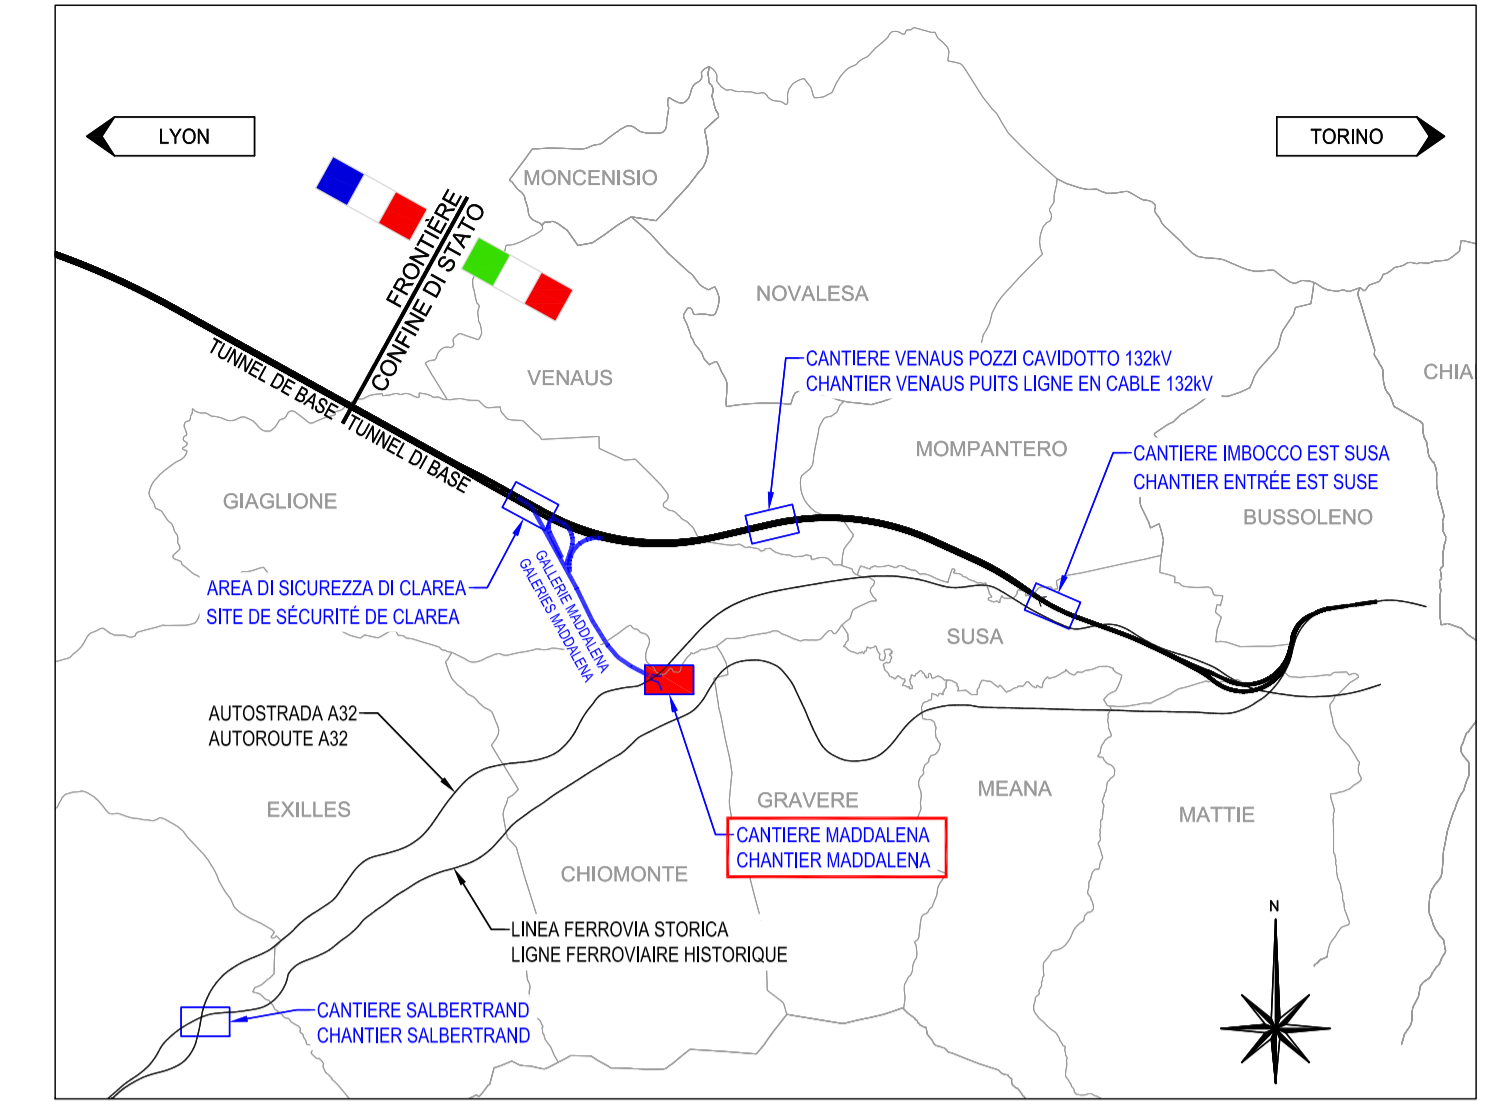 LYON
TORINO
MONCENISIO
FRONTIÈRE
CONFINE DI STATO
NOVALESA
TUNNEL DE BASE
TUNNEL DI BASE
VENAUS
CANTIERE VENAUS POZZI CAVIDOTTO 132kV
CHANTIER VENAUS PUITS LIGNE EN CABLE 132kV
CHIA
MOMPANTERO
CANTIERE IMBOCCO EST SUSA
CHANTIER ENTRÉE EST SUSE
GIAGLIONE
BUSSOLENO
AREA DI SICUREZZA DI CLAREA
SITE DE SÉCURITÉ DE CLAREA
GALLERIE MADDALENA
GALERIES MADDALENA
SUSA
AUTOSTRADA A32
AUTOROUTE A32
EXILLES
GRAVERE
MEANA
MATTIE
CANTIERE MADDALENA
CHANTIER MADDALENA
CHIOMONTE
LINEA FERROVIA STORICA
LIGNE FERROVIAIRE HISTORIQUE
N
CANTIERE SALBERTRAND
CHANTIER SALBERTRAND